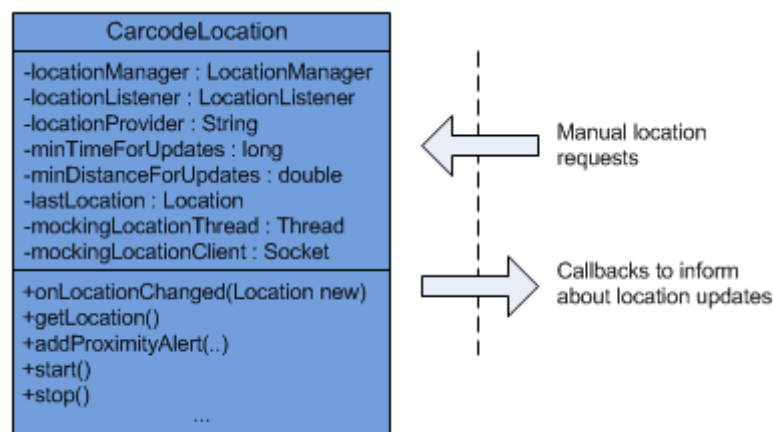 CarcodeLocation
-locationManager : LocationManager
-locationListener : LocationListener
-locationProvider : String
-minTimeForUpdates : long
-minDistanceForUpdates : double
-lastLocation : Location
-mockingLocationThread : Thread
-mockingLocationClient : Socket
+onLocationChanged(Location new)
+getLocation()
+addProximityAlert(..)
+start()
+stop()
...
Manual location
requests
Callbacks to inform
about location updates